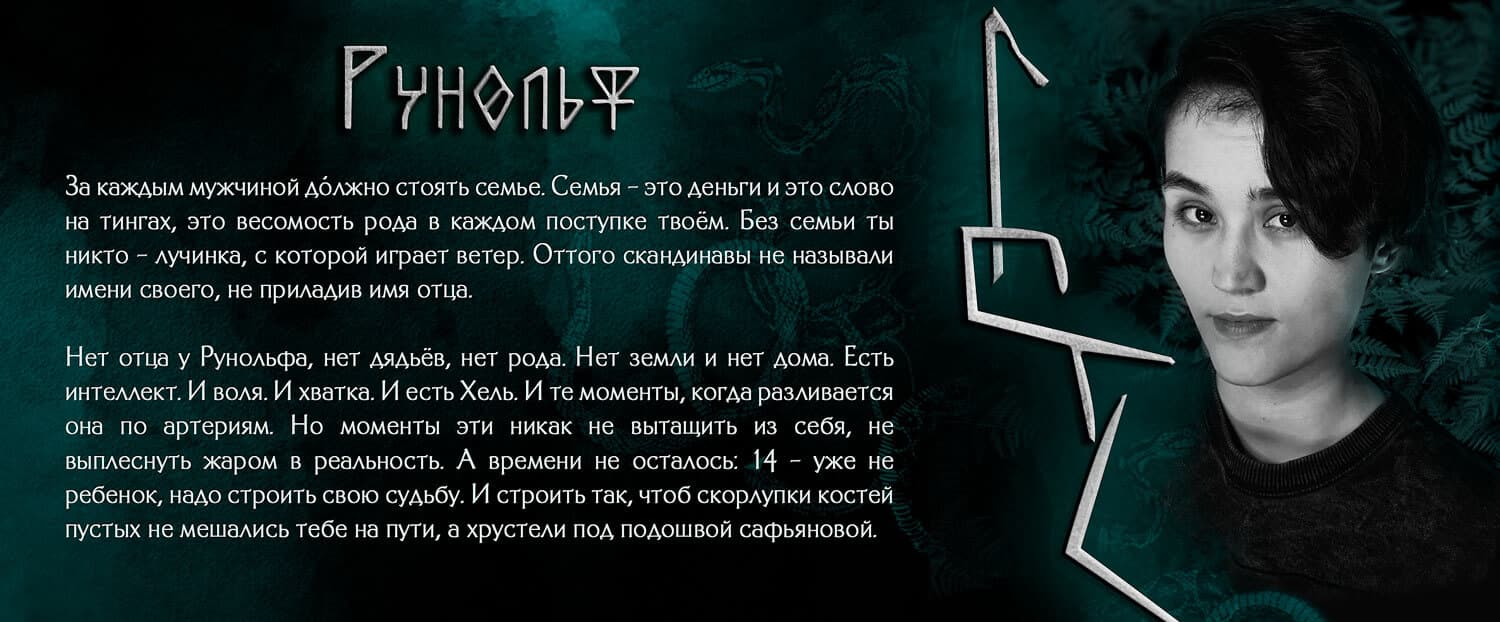 Рунольф
За каждым мужчиной до́лжно стоять семье. Семья – это деньги и это слово
на тингах, это весомость рода в каждом поступке твоём. Без семьи ты
никто – лучинка, с которой играет ветер. Оттого скандинавы не называли
имени своего, не приладив имя отца.
Нет отца у Рунольфа, нет дядьёв, нет рода. Нет земли и нет дома. Есть
интеллект. И воля. И хватка. И есть Хель. И те моменты, когда разливается
она по артериям. Но моменты эти никак не вытащить из себя, не
выплеснуть жаром в реальность. А времени не осталось: 14 – уже не
ребенок, надо строить свою судьбу. И строить так, чтоб скорлупки костей
пустых не мешались тебе на пути, а хрустели под подошвой сафьяновой.